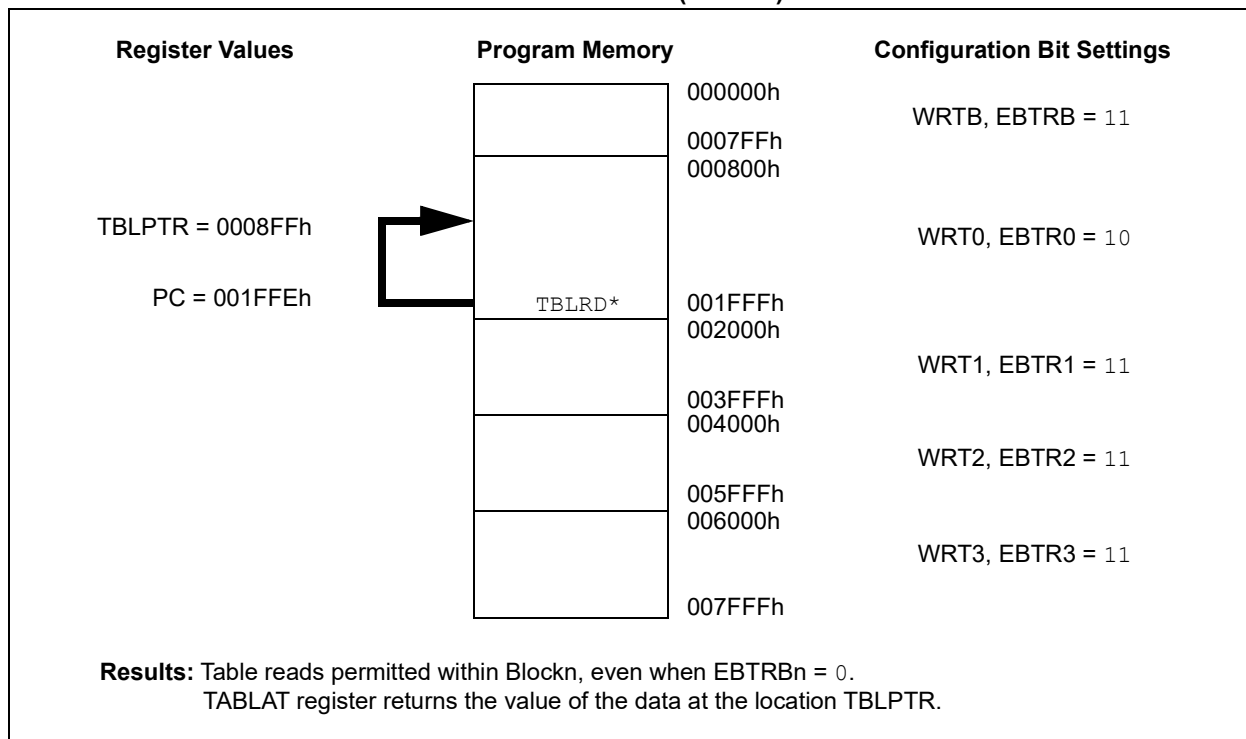 Register Values Program Memory Configuration Bit Settings
000000h
WRTB, EBTRB = 11
0007FFh
000800h
TBLPTR = 0008FFh
WRT0, EBTR0 = 10
PC = 001FFEh
TBLRD* 001FFFh
002000h
WRT1, EBTR1 = 11
003FFFh
004000h
WRT2, EBTR2 = 11
005FFFh
006000h
WRT3, EBTR3 = 11
007FFFh
Results: Table reads permitted within Blockn, even when EBTRBn = 0.
TABLAT register returns the value of the data at the location TBLPTR.